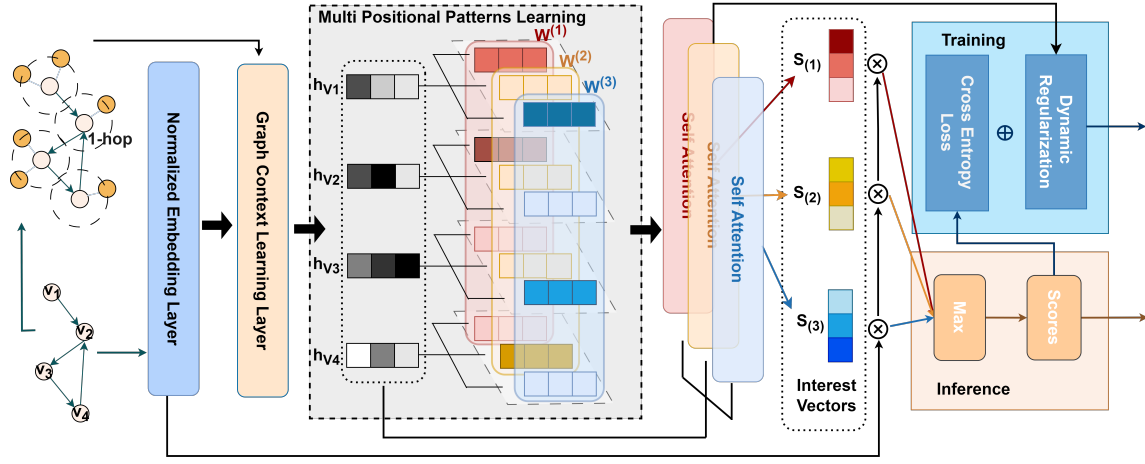 1-hop
v1
v2
v3
v4
Normalized Embedding Layer
Graph Context Learning Layer
Multi Positional Patterns Learning
W(1)
W(2)
W(3)
hV1
hV2
hV3
hV4
Self Attention
Self Attention
Self Attention
S(1)
S(2)
S(3)
Interest
Vectors
Training
Cross Entropy
Loss
⊕
Dynamic
Regularization
Max
Scores
Inference